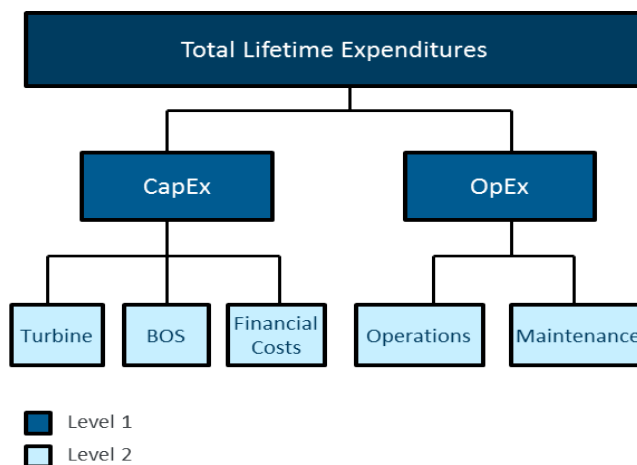 Total Lifetime Expenditures
CapEx
OpEx
Turbine
BOS
Financial
Costs
Operations
Maintenance
Level 1
Level 2